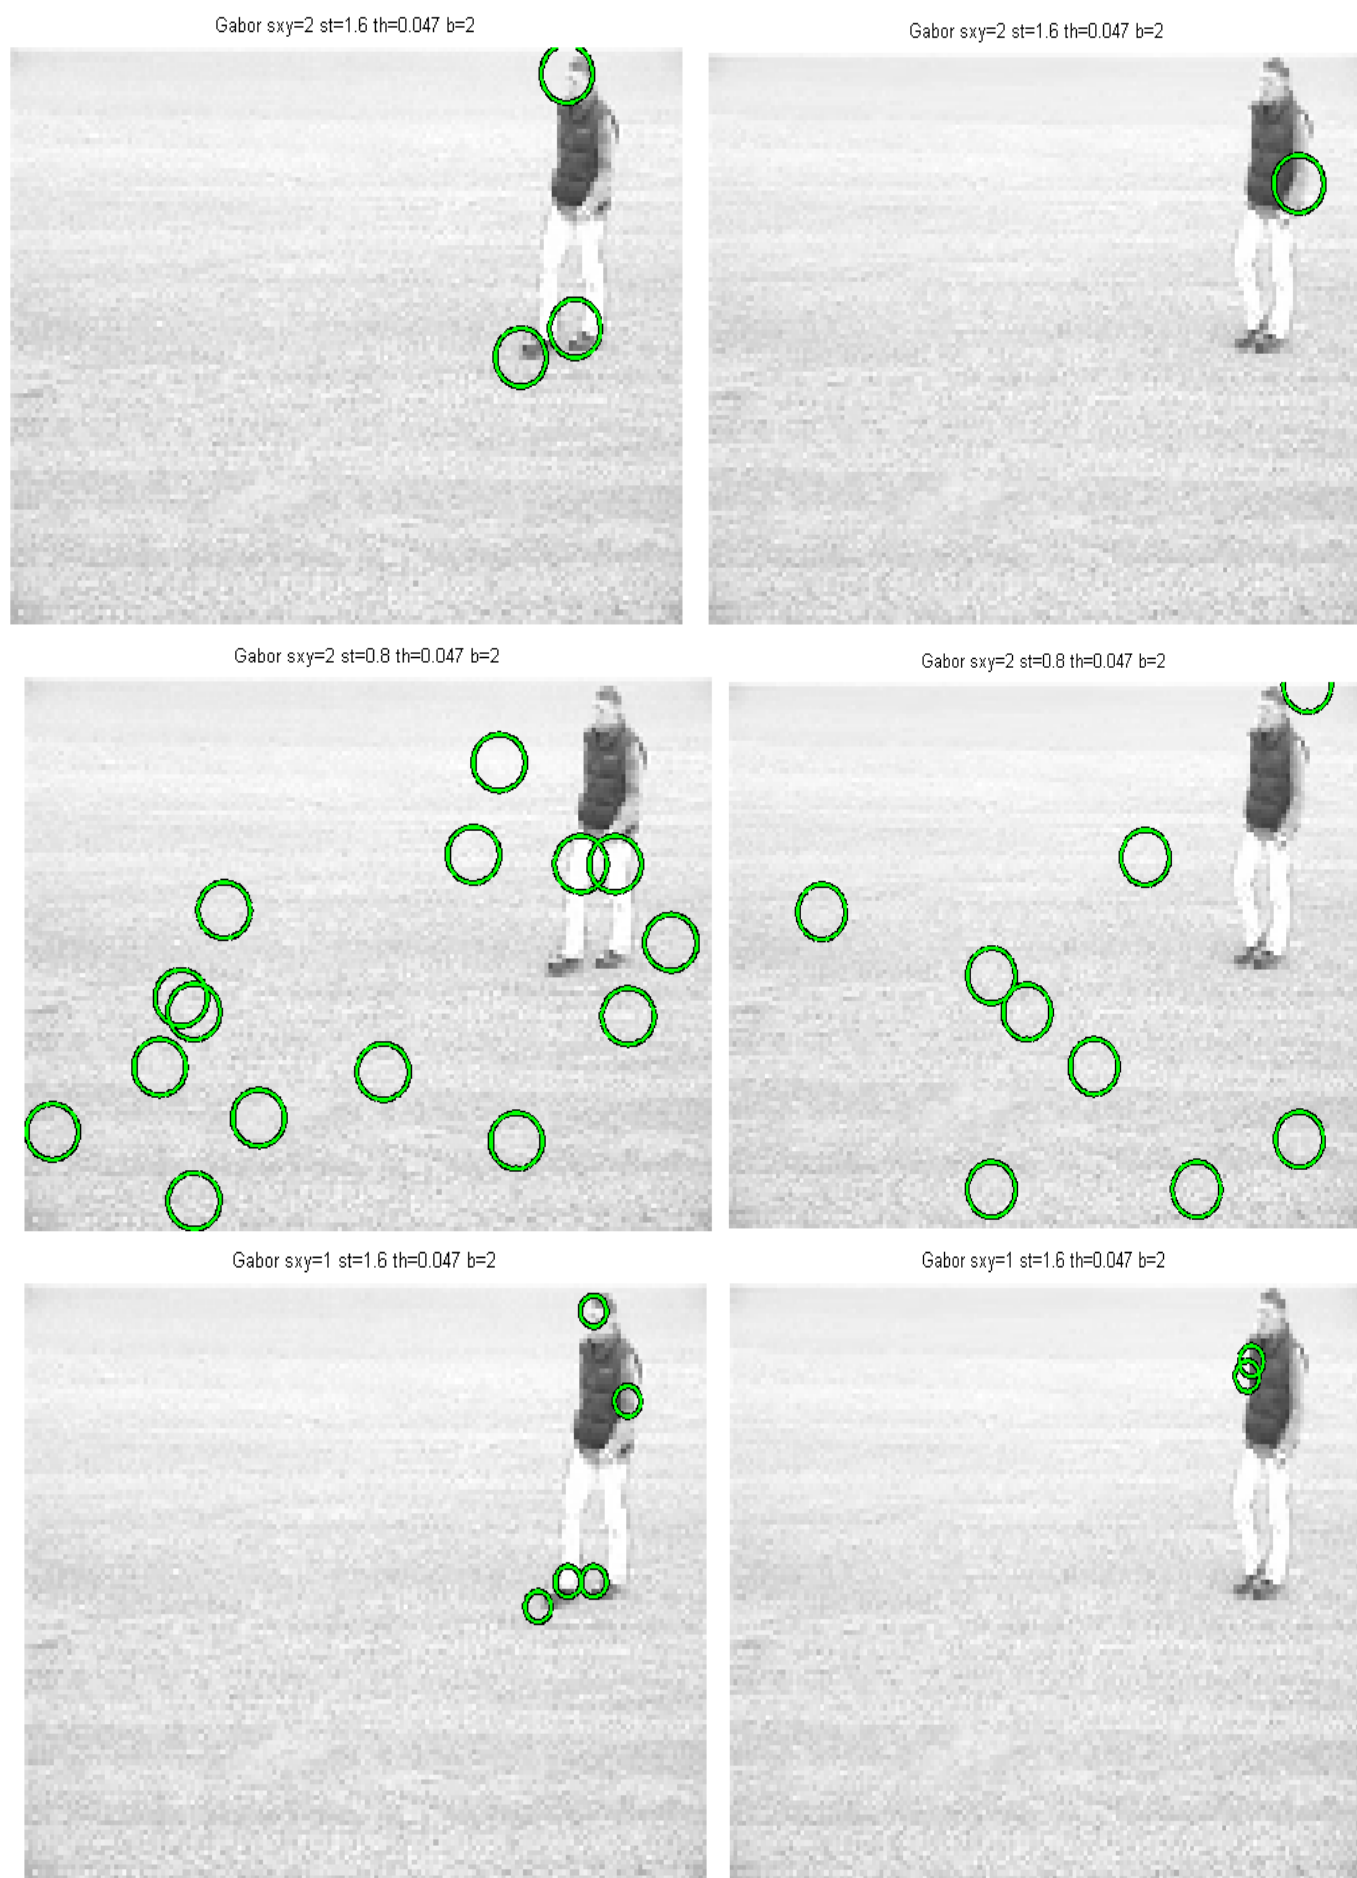 Gabor sxy=2 st=1.6 th=0.047 b=2
Gabor sxy=2 st=1.6 th=0.047 b=2
Gabor sxy=2 st=0.8 th=0.047 b=2
Gabor sxy=2 st=0.8 th=0.047 b=2
Gabor sxy=1 st=1.6 th=0.047 b=2
Gabor sxy=1 st=1.6 th=0.047 b=2